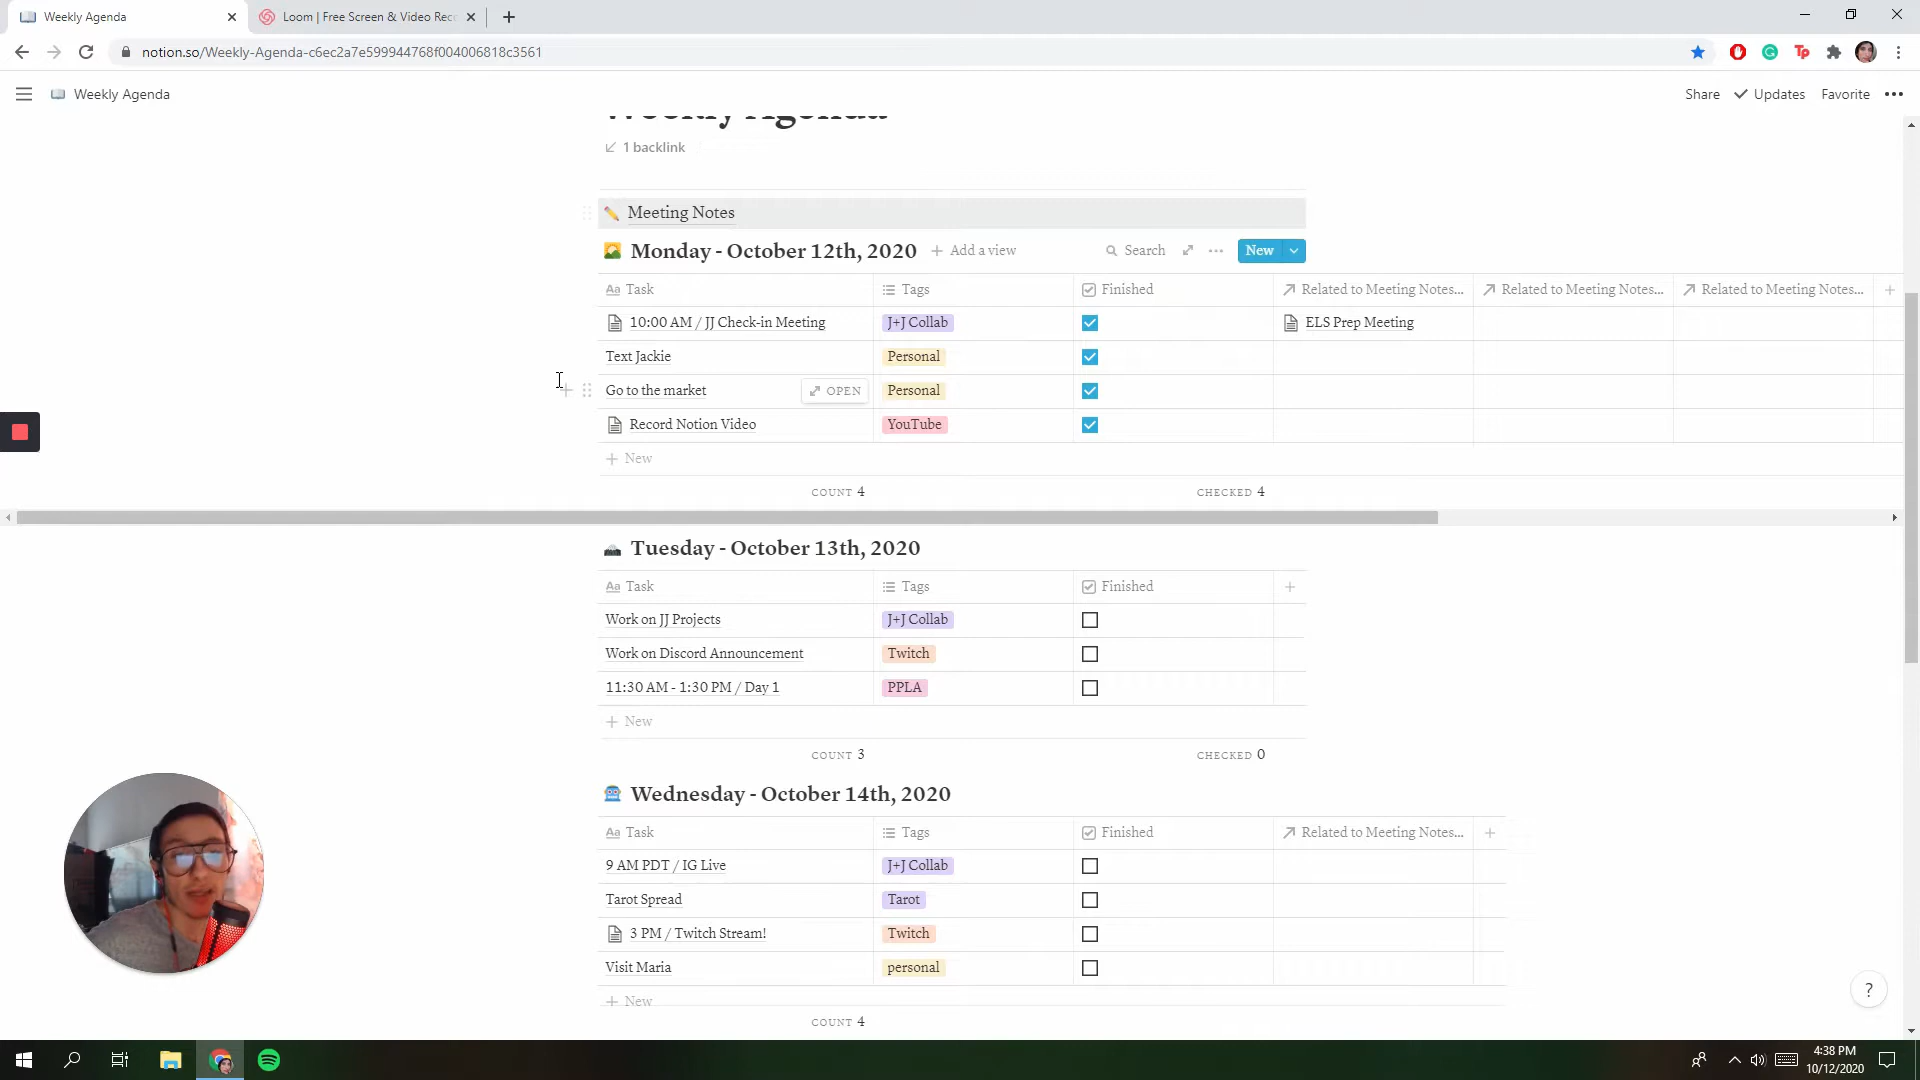 Weekly Agenda
Loom | Free Screen & Video Rec
notion.so/Weekly-Agenda-c6ec2a7e599944768f004006818c3561
Weekly Agenda
Share
Updates
Favorite
Weekly Agenda
1 backlink
Meeting Notes
Monday - October 12th, 2020
Add a view
Search
New
Aa Task
Tags
Finished
Related to Meeting Notes...
Related to Meeting Notes...
Related to Meeting Notes...
10:00 AM / JJ Check-in Meeting
J+J Collab
ELS Prep Meeting
Text Jackie
Personal
Go to the market
OPEN
Personal
Record Notion Video
YouTube
New
COUNT 4
CHECKED 4
Tuesday - October 13th, 2020
Aa Task
Tags
Finished
Work on JJ Projects
J+J Collab
Work on Discord Announcement
Twitch
11:30 AM - 1:30 PM / Day 1
PPLA
New
COUNT 3
CHECKED 0
Wednesday - October 14th, 2020
Aa Task
Tags
Finished
Related to Meeting Notes...
9 AM PDT / IG Live
J+J Collab
Tarot Spread
Tarot
3 PM / Twitch Stream!
Twitch
Visit Maria
personal
New
COUNT 4
?
4:38 PM
10/12/2020